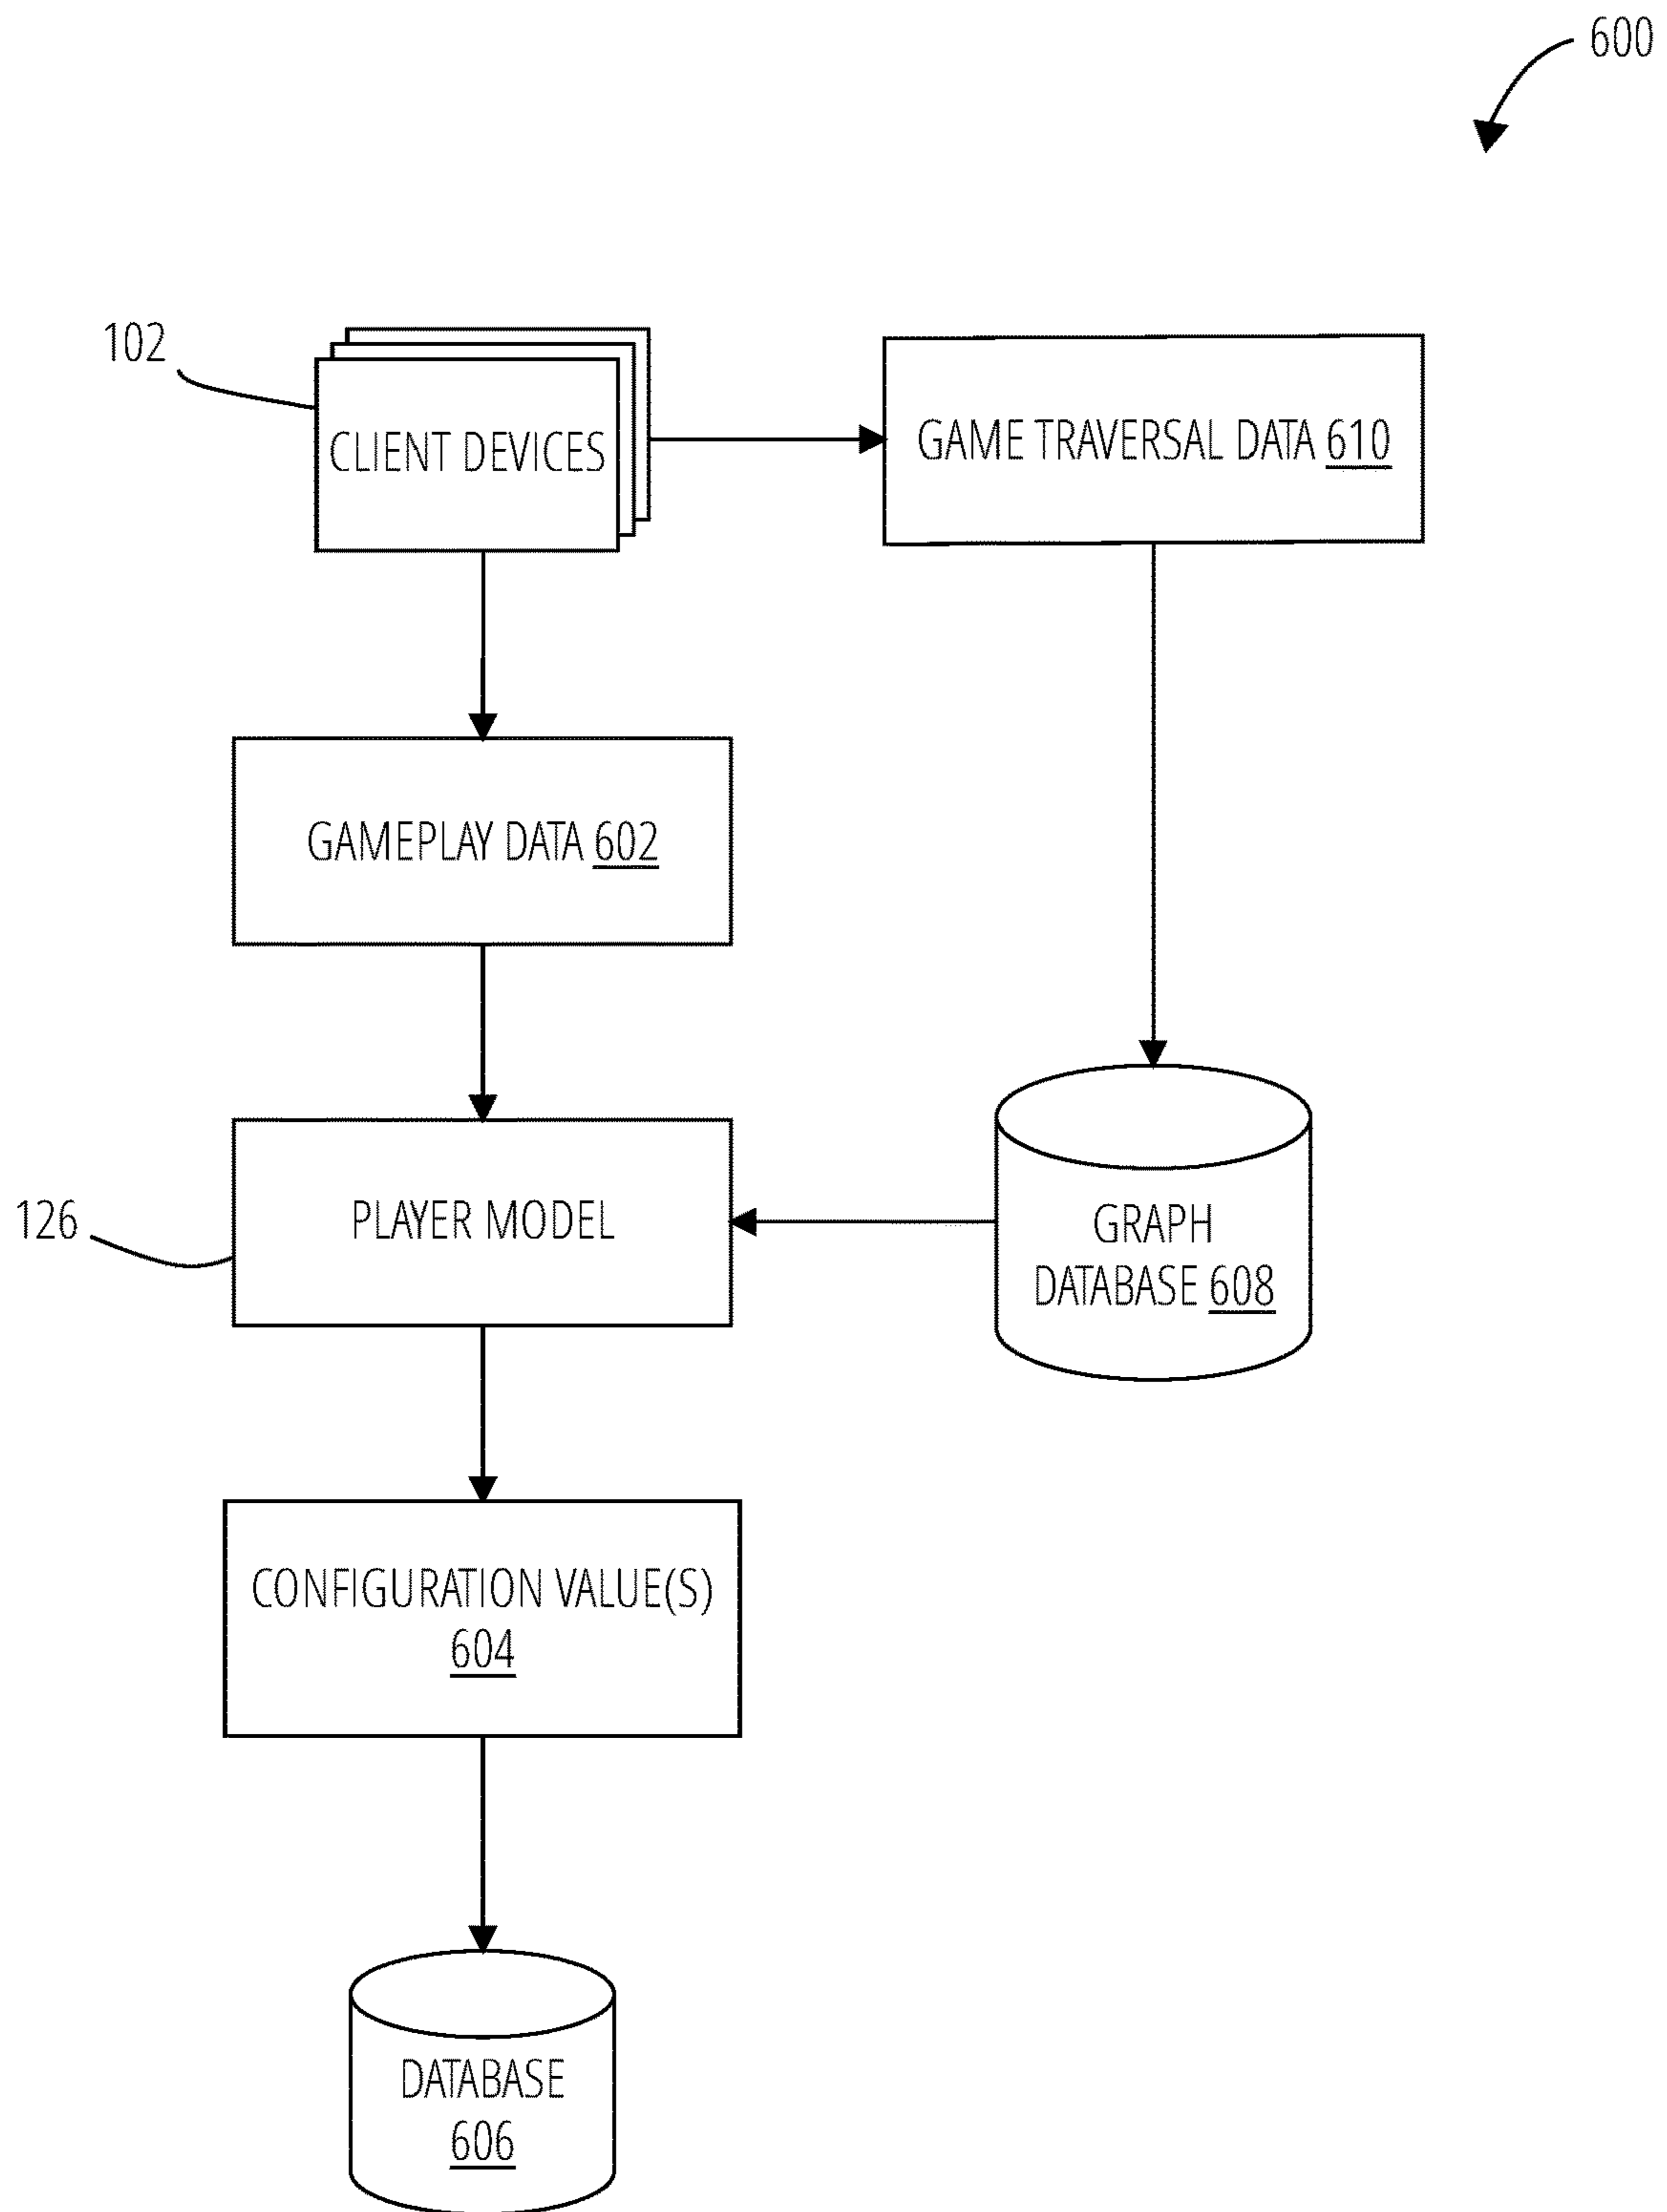 600
102
CLIENT DEVICES
GAME TRAVERSAL DATA 610
GAMEPLAY DATA 602
126
PLAYER MODEL
GRAPH
DATABASE 608
CONFIGURATION VALUE(S)
604
DATABASE
606